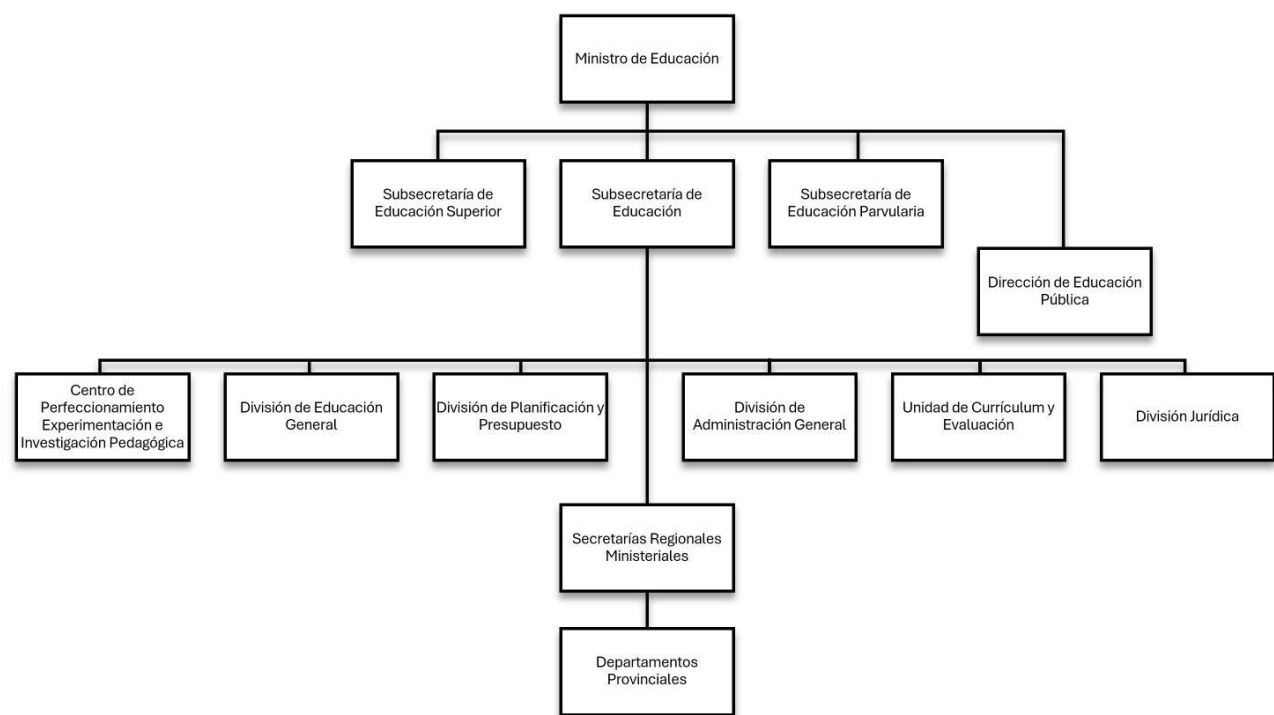 Ministro de Educación
Subsecretaría de
Educación Superior
Subsecretaría de
Educación
Subsecretaría de
Educación Parvularia
Dirección de Educación
Pública
Centro de
Perfeccionamiento
Experimentación e
Investigación Pedagógica
División de Educación
General
División de Planificación y
Presupuesto
División de
Administración General
Unidad de Currículum y
Evaluación
División Jurídica
Secretarías Regionales
Ministeriales
Departamentos
Provinciales